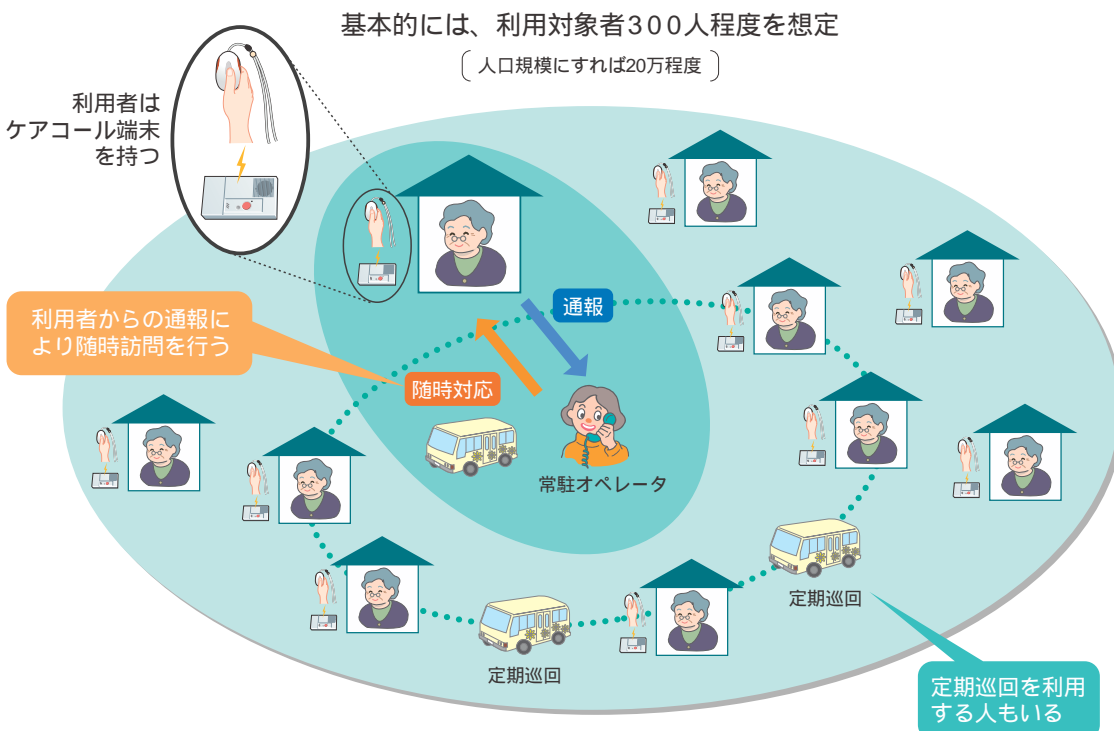 基本的には、利用対象者300人程度を想定
（人口規模にすれば20万程度）
利用者は
ケアコール端末
を持つ
通報
利用者からの通報に
より随時訪問を行う
随時対応
常駐オペレータ
定期巡回
定期巡回
定期巡回を利用
する人もいる